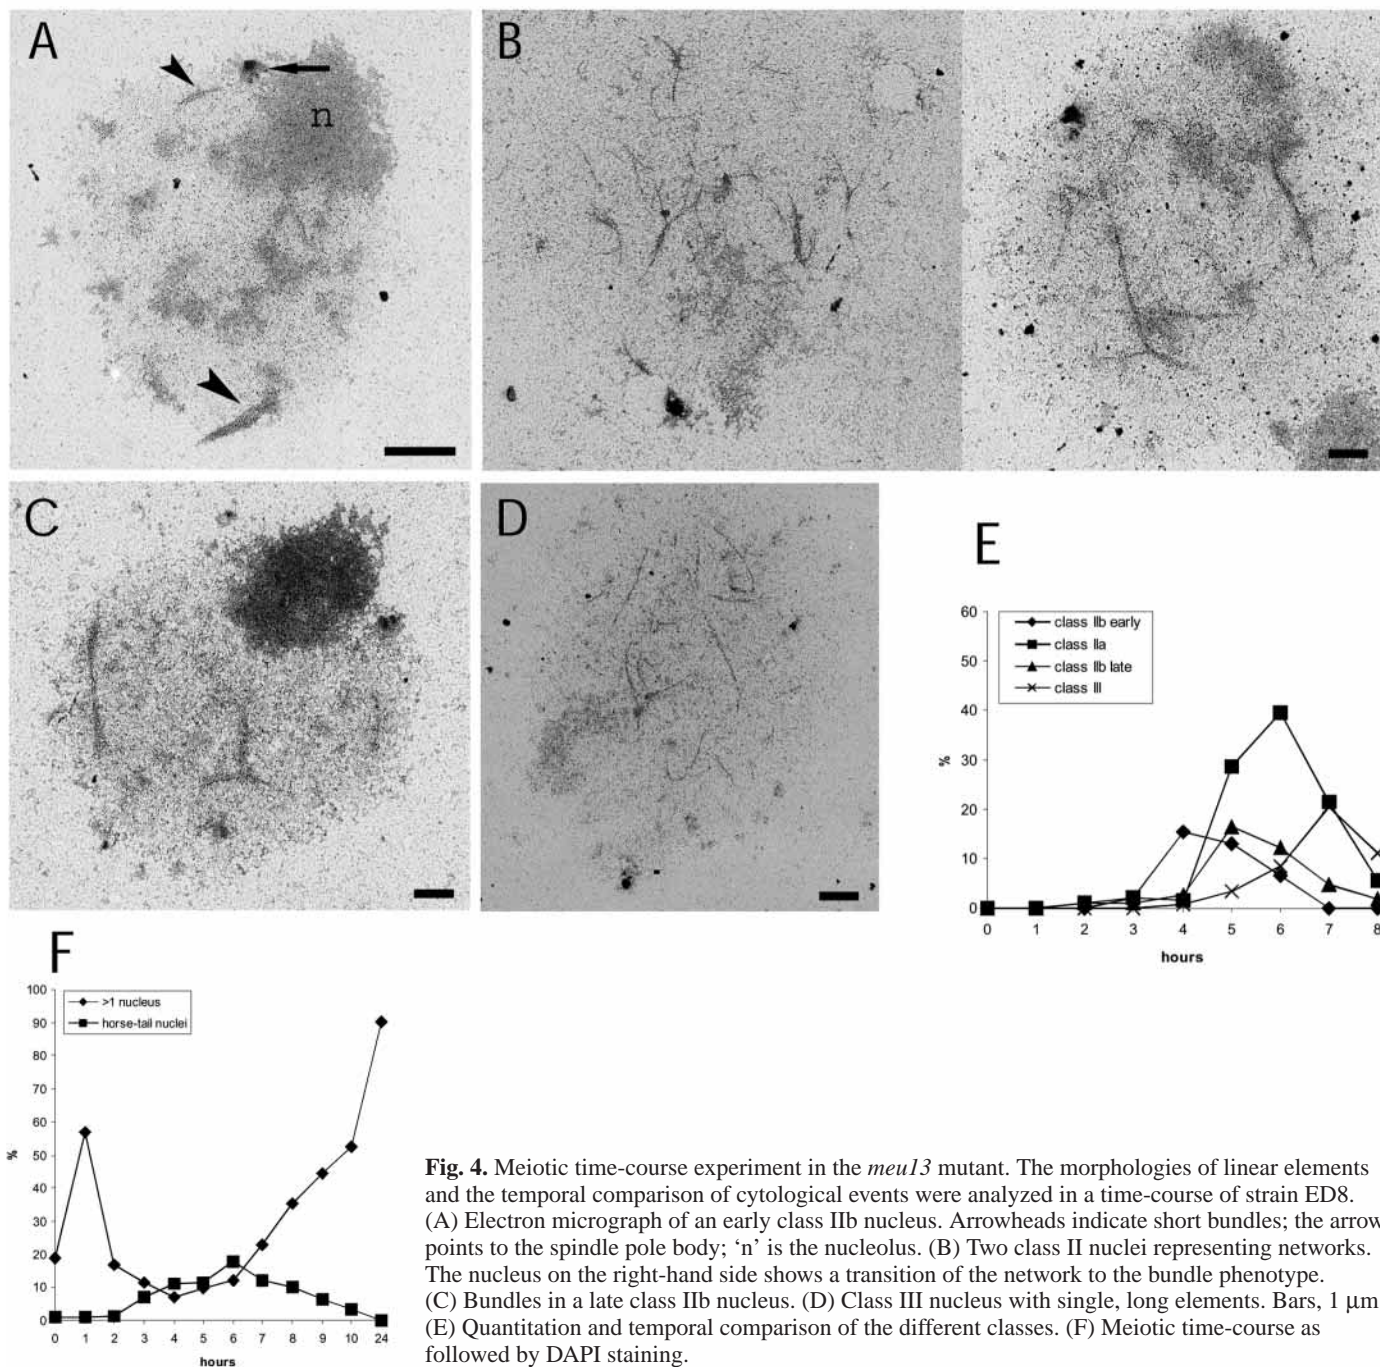 A
n
B
C
D
E
60
50
40
30
20
10
0
%
class IIb early
class IIa
class IIb late
class III
0 1 2 3 4 5 6 7 8
hours
F
100
90
80
70
60
50
40
30
20
10
0
%
>1 nucleus
horse-tail nuclei
0 1 2 3 4 5 6 7 8 9 10 24
hours
Fig. 4. Meiotic time-course experiment in the meu13 mutant. The morphologies of linear elements
and the temporal comparison of cytological events were analyzed in a time-course of strain ED8.
(A) Electron micrograph of an early class IIb nucleus. Arrowheads indicate short bundles; the arrow
points to the spindle pole body; ‘n’ is the nucleolus. (B) Two class II nuclei representing networks.
The nucleus on the right-hand side shows a transition of the network to the bundle phenotype.
(C) Bundles in a late class IIb nucleus. (D) Class III nucleus with single, long elements. Bars, 1 μm
(E) Quantitation and temporal comparison of the different classes. (F) Meiotic time-course as
followed by DAPI staining.